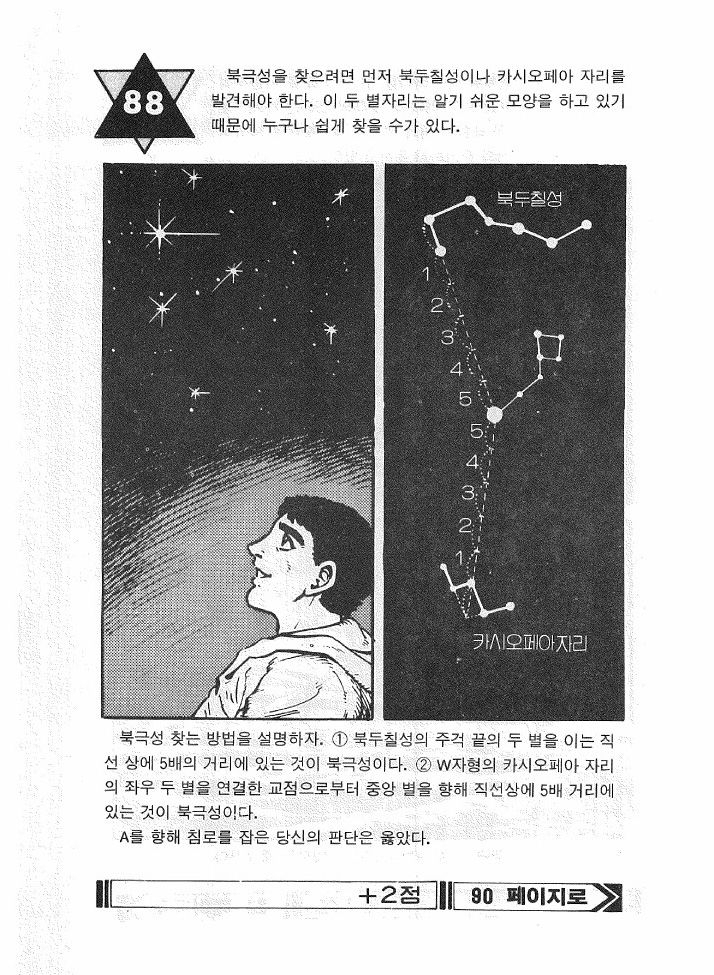 88
북극성을 찾으려면 먼저 북두칠성이나 카시오페아 자리를
발견해야 한다. 이 두 별자리는 알기 쉬운 모양을 하고 있기
때문에 누구나 쉽게 찾을 수가 있다.
북두칠성
1
2
3
4
5
5
4
3
2
1
카시오페아자리
북극성 찾는 방법을 설명하자. ① 북두칠성의 주걱 끝의 두 별을 이는 직
선 상에 5배의 거리에 있는 것이 북극성이다. ② W자형의 카시오페아 자리
의 좌우 두 별을 연결한 교점으로부터 중앙 별을 향해 직선상에 5배 거리에
있는 것이 북극성이다.
A를 향해 침로를 잡은 당신의 판단은 옳았다.
+2점
90 페이지로